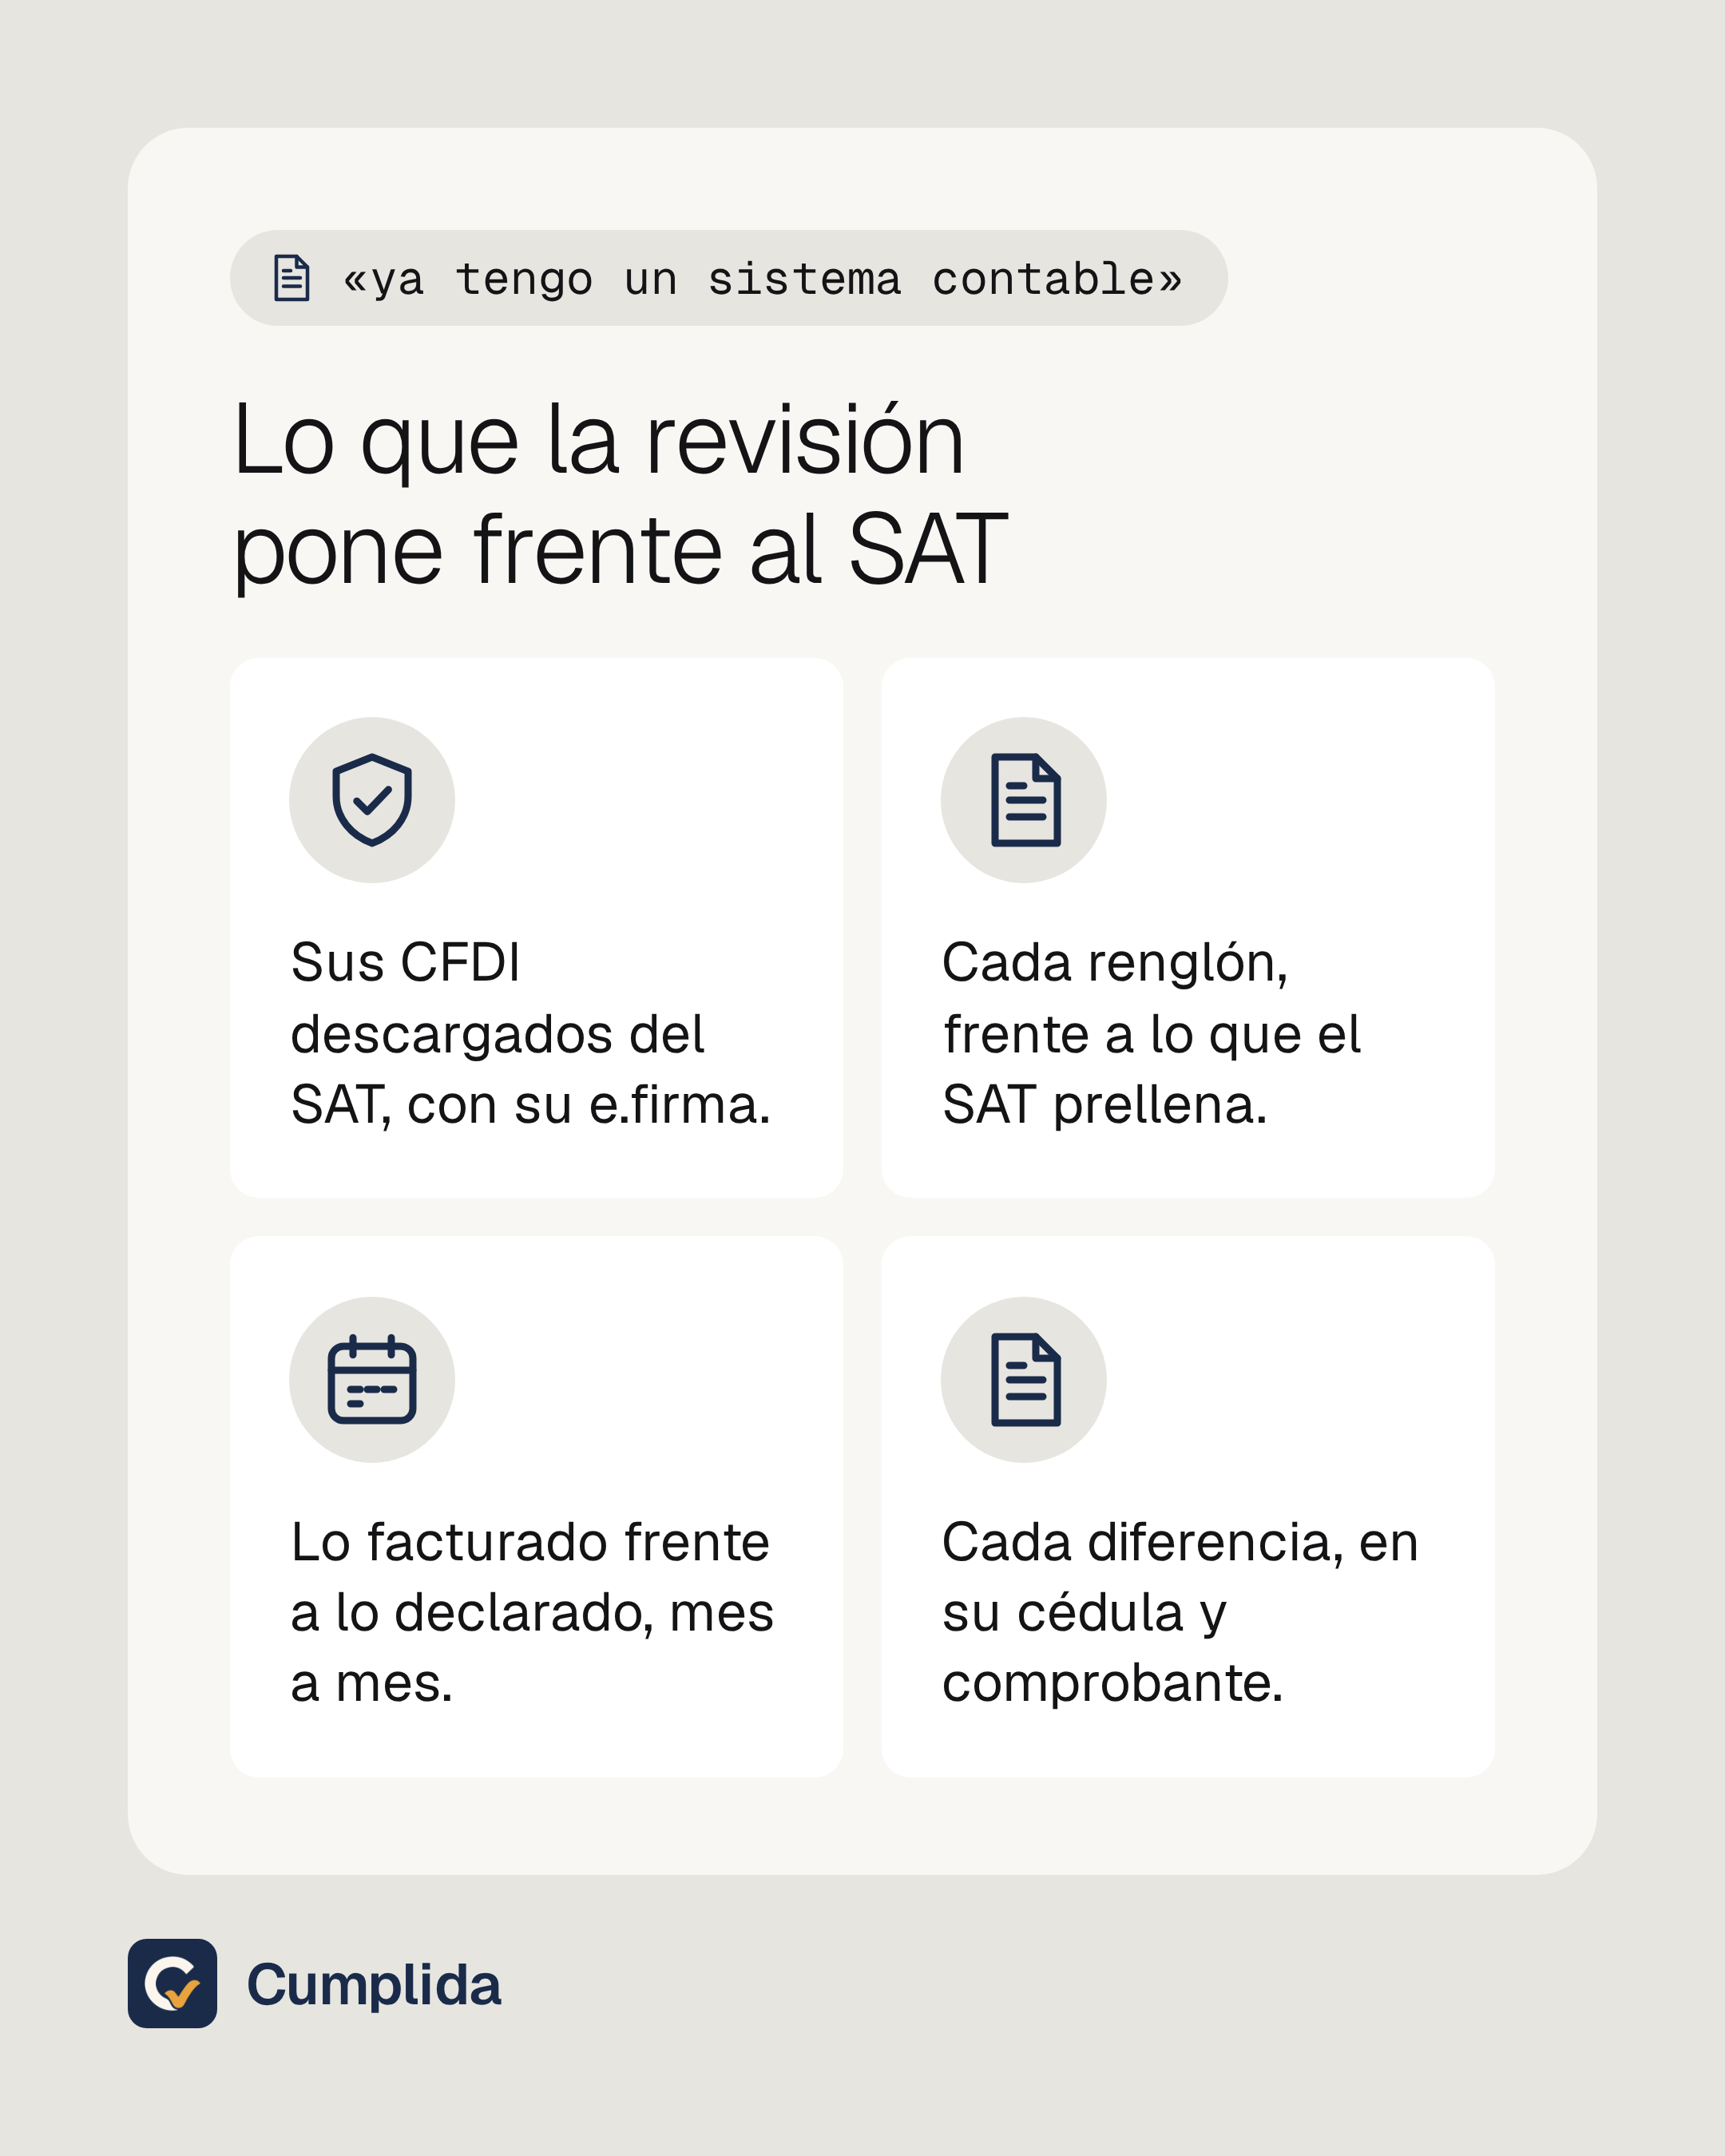 «ya tengo un sistema contable»
Lo que la revisión
pone frente al SAT
Sus CFDI
descargados del
SAT, con su e.firma.
Cada renglón,
frente a lo que el
SAT prellena.
Lo facturado frente
a lo declarado, mes
a mes.
Cada diferencia, en
su cédula y
comprobante.
Cumplida